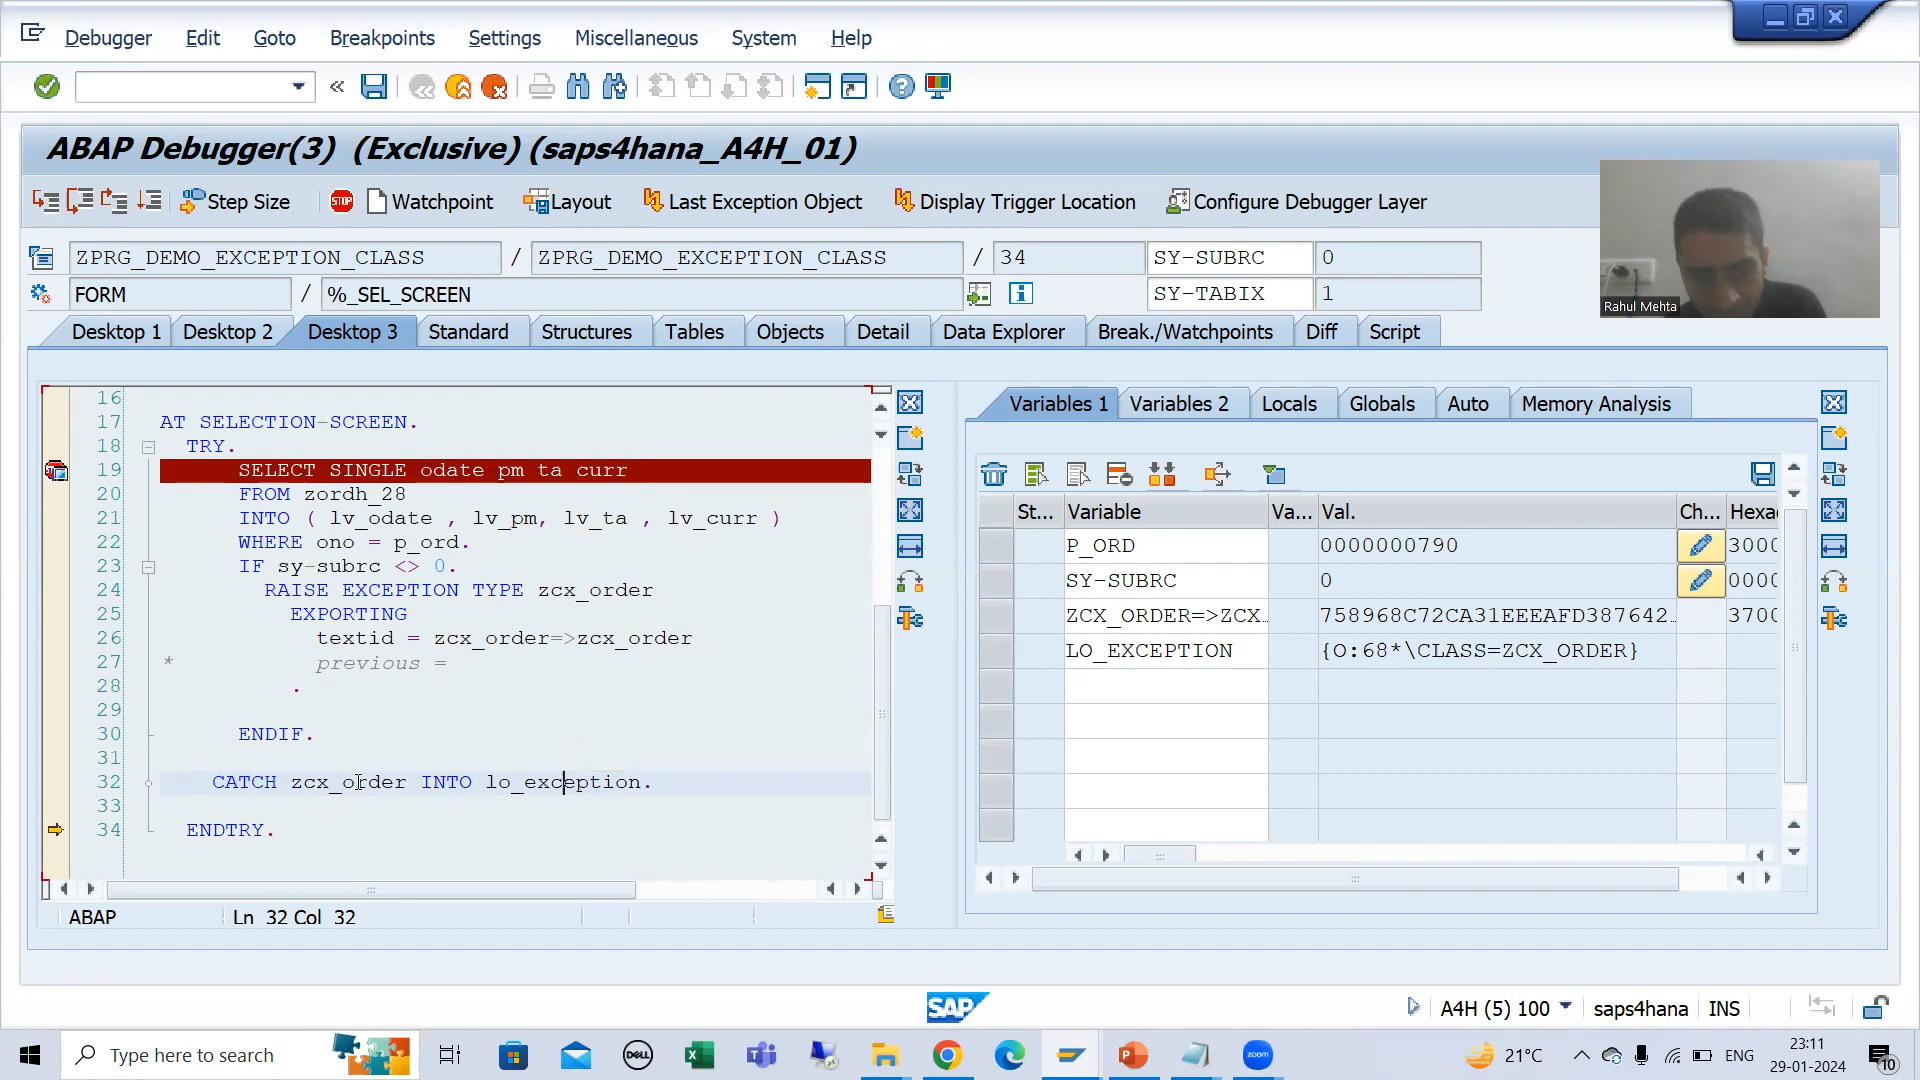 Debugger Edit Goto Breakpoints Settings Miscellaneous System Help
ABAP Debugger(3) (Exclusive) (saps4hana_A4H_01)
Step Size STOP Watchpoint Layout Last Exception Object Display Trigger Location Configure Debugger Layer
ZPRG_DEMO_EXCEPTION_CLASS / ZPRG_DEMO_EXCEPTION_CLASS / 34 SY-SUBRC 0
FORM / %_SEL_SCREEN SY-TABIX 1
Rahul Mehta
Desktop 1 Desktop 2 Desktop 3 Standard Structures Tables Objects Detail Data Explorer Break./Watchpoints Diff Script
16
17 AT SELECTION-SCREEN.
18 TRY.
19 SELECT SINGLE odate pm ta curr
20 FROM zordh_28
21 INTO ( lv_odate , lv_pm, lv_ta , lv_curr )
22 WHERE ono = p_ord.
23 IF sy-subrc <> 0.
24 RAISE EXCEPTION TYPE zcx_order
25 EXPORTING
26 textid = zcx_order=>zcx_order
27 * previous =
28 .
29
30 ENDIF.
31
32 CATCH zcx_order INTO lo_exception.
33
34 ENDTRY.
ABAP Ln 32 Col 32
Variables 1 Variables 2 Locals Globals Auto Memory Analysis
St... Variable Va... Val. Ch... Hexa
P_ORD 0000000790 3000
SY-SUBRC 0 0000
ZCX_ORDER=>ZCX... 758968C72CA31EEEAFD387642... 3700
LO_EXCEPTION {O:68*\CLASS=ZCX_ORDER}
SAP
A4H (5) 100 saps4hana INS
Type here to search
DELL
21°C ENG 23:11
29-01-2024
10
zoom